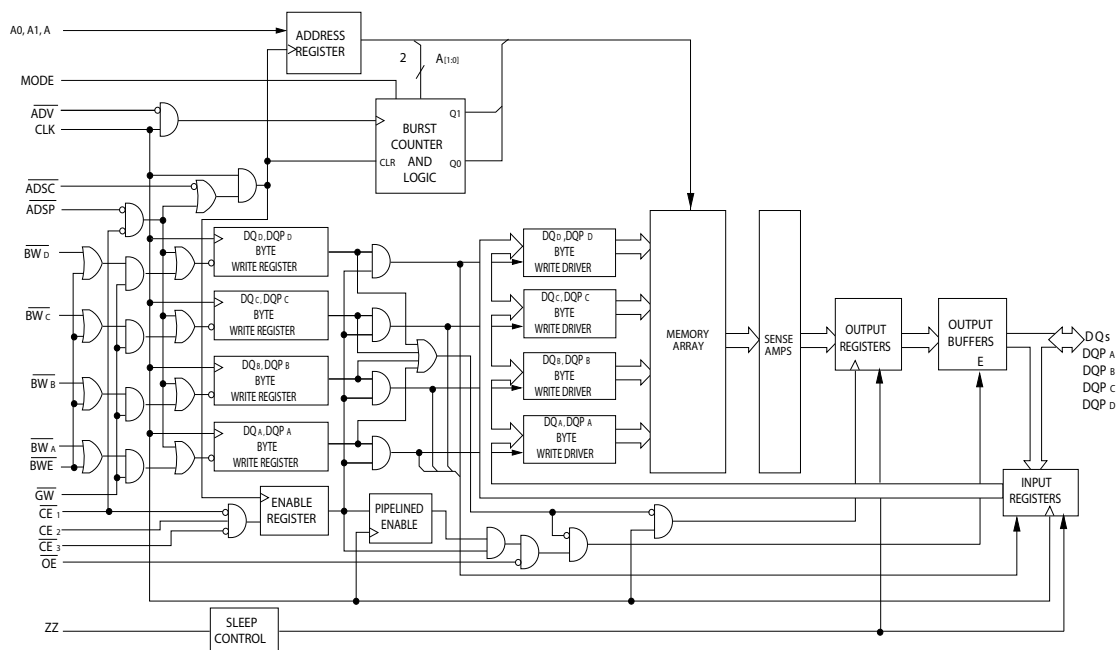 A0, A1, A
ADDRESS
REGISTER
2
A[1:0]
MODE
ADV
CLK
BURST
COUNTER
AND
LOGIC
CLR
Q1
Q0
ADSC
ADSP
BW D
DQ D, DQP D
BYTE
WRITE REGISTER
DQ D, DQP D
BYTE
WRITE DRIVER
BW C
DQ C, DQP C
BYTE
WRITE REGISTER
DQ C, DQP C
BYTE
WRITE DRIVER
BW B
DQ B, DQP B
BYTE
WRITE REGISTER
DQ B, DQP B
BYTE
WRITE DRIVER
BW A
BWE
DQ A, DQP A
BYTE
WRITE REGISTER
DQ A, DQP A
BYTE
WRITE DRIVER
MEMORY
ARRAY
SENSE
AMPS
OUTPUT
REGISTERS
OUTPUT
BUFFERS
E
DQs
DQP A
DQP B
DQP C
DQP D
GW
CE 1
CE 2
CE 3
OE
ENABLE
REGISTER
PIPELINED
ENABLE
INPUT
REGISTERS
ZZ
SLEEP
CONTROL